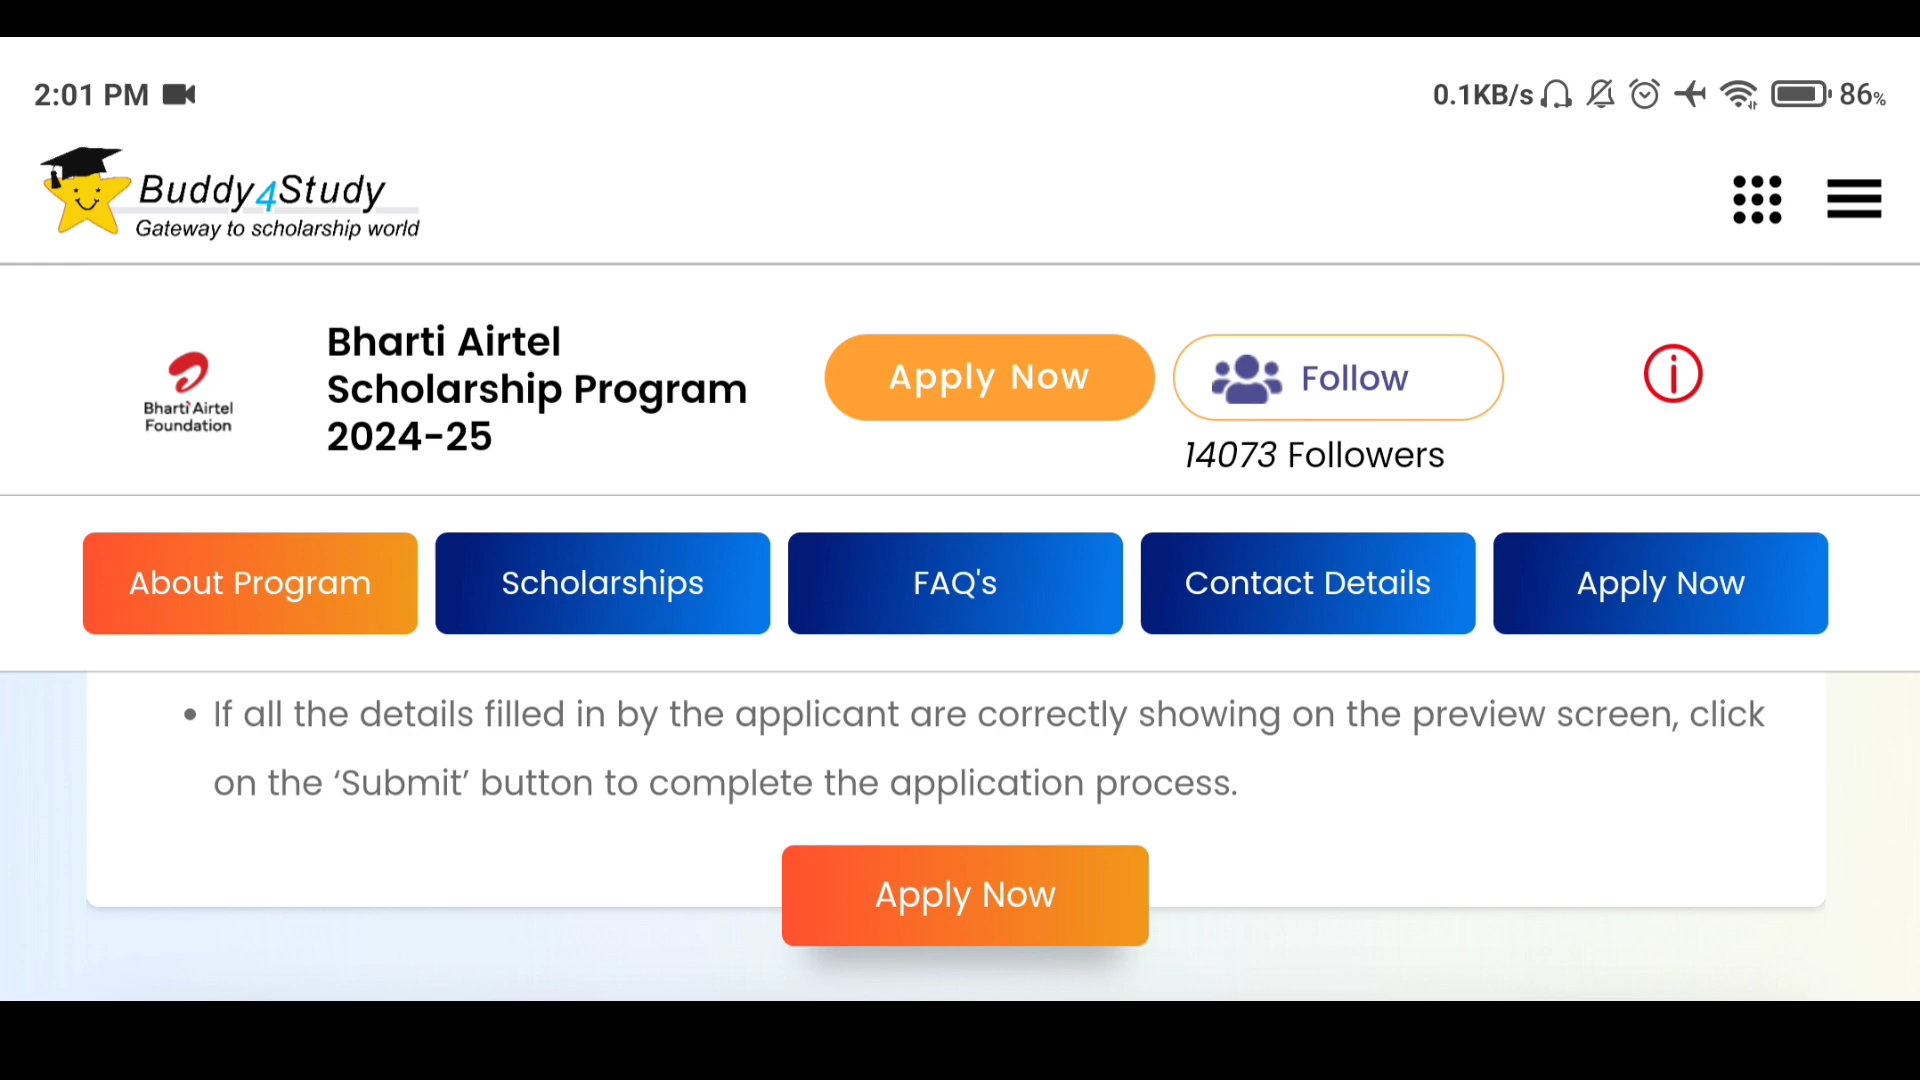 2:01 PM
0.1KB/s 86%
Buddy4Study
Gateway to scholarship world
Bharti Airtel
Foundation
Bharti Airtel
Scholarship Program
2024-25
Apply Now
Follow
14073 Followers
About Program
Scholarships
FAQ's
Contact Details
Apply Now
• If all the details filled in by the applicant are correctly showing on the preview screen, click
on the ‘Submit’ button to complete the application process.
Apply Now